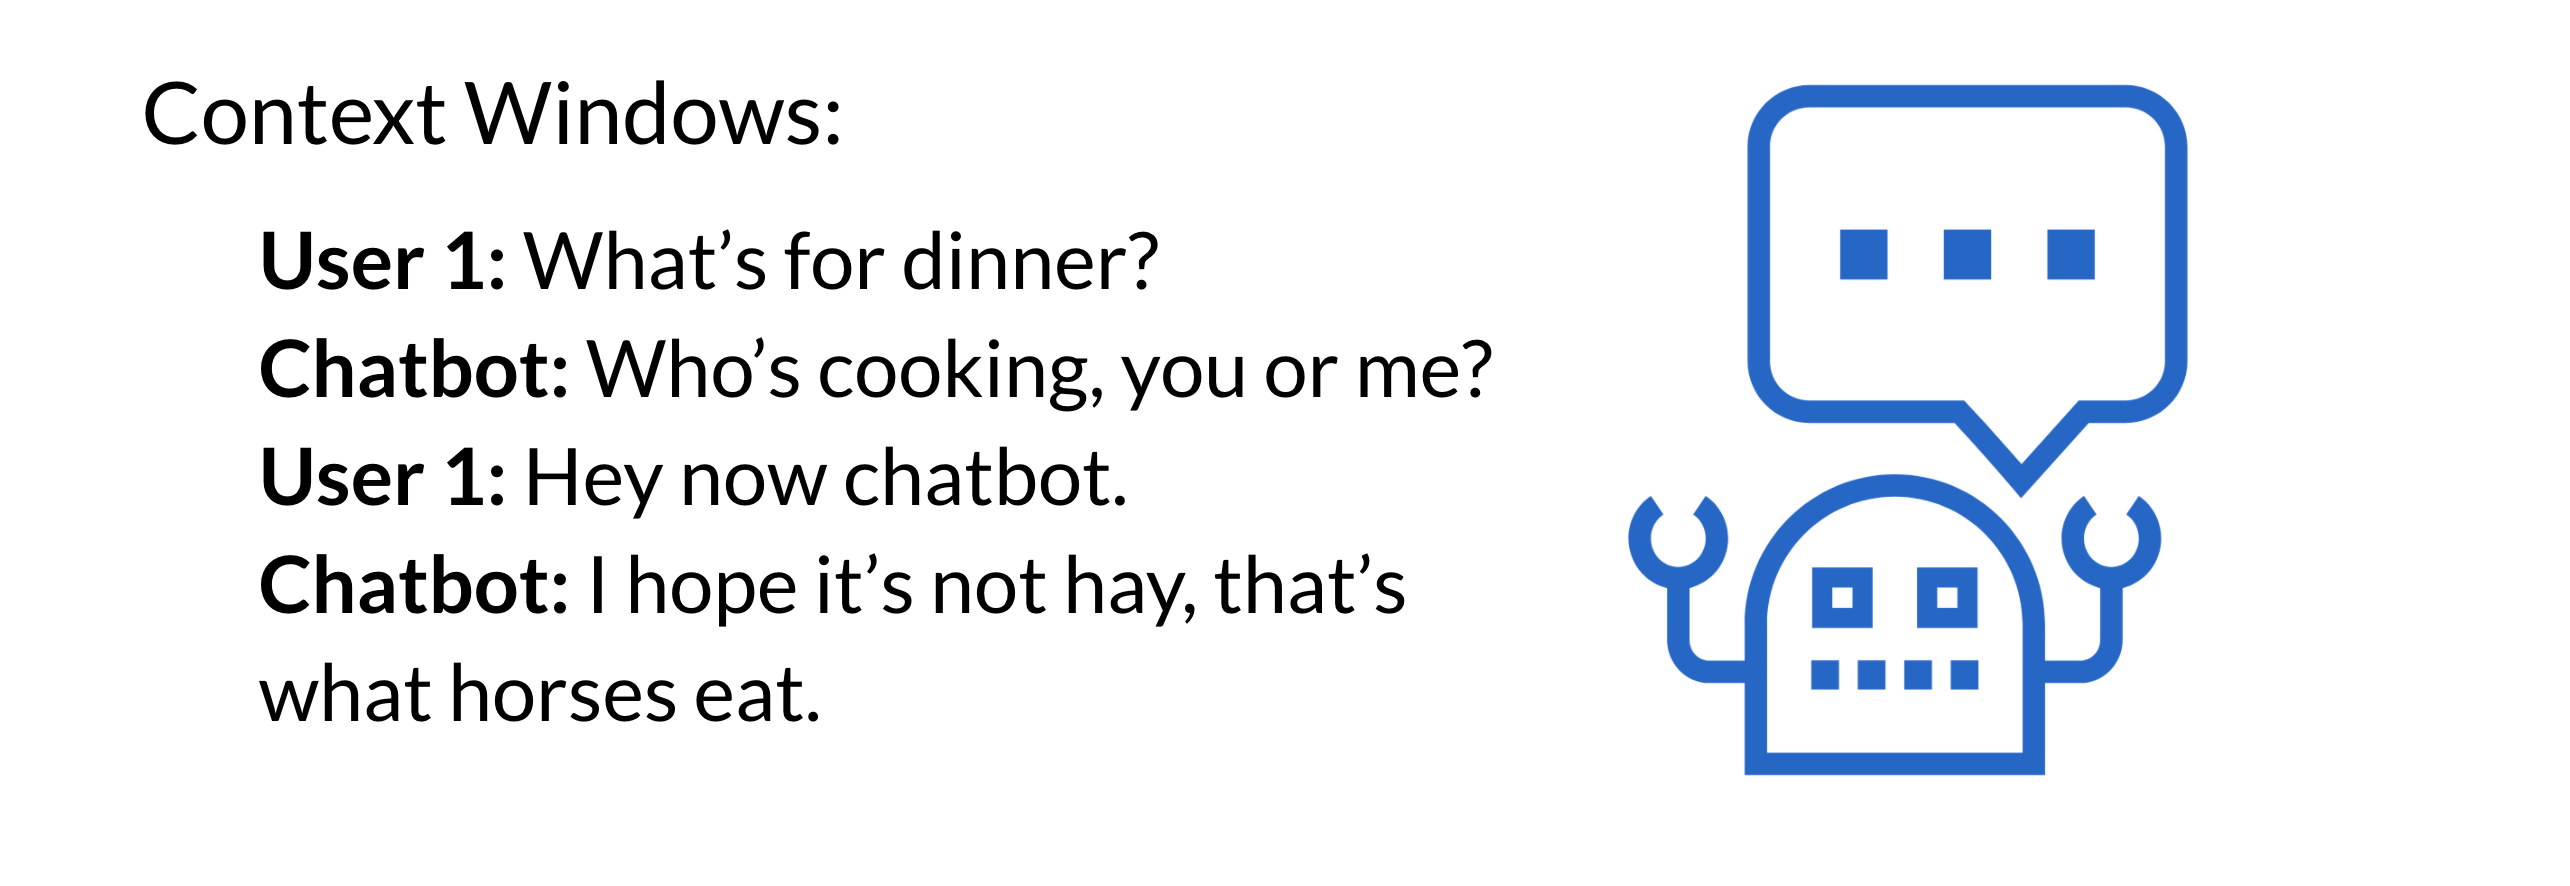 Context Windows:
User 1: What’s for dinner?
Chatbot: Who’s cooking, you or me?
User 1: Hey now chatbot.
Chatbot: I hope it’s not hay, that’s
what horses eat.